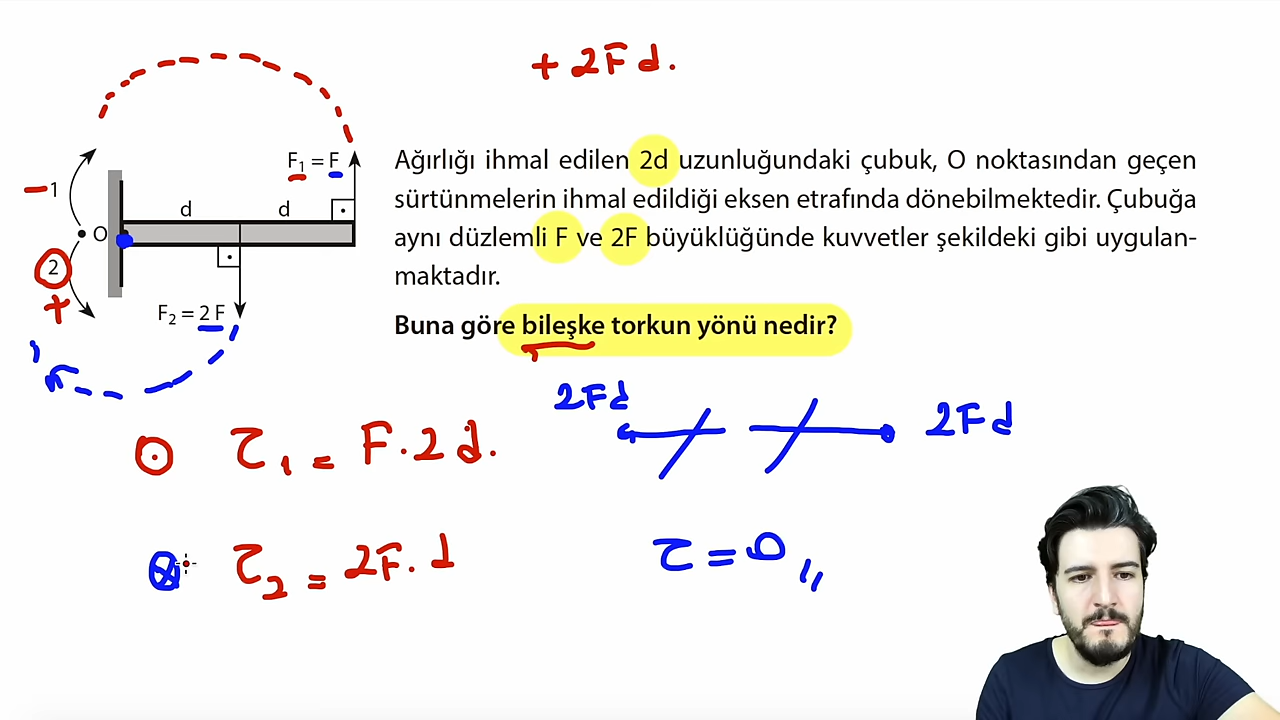 + 2Fd.
F₁ = F
Ağırlığı ihmal edilen 2d uzunluğundaki çubuk, O noktasından geçen
sürtünmelerin ihmal edildiği eksen etrafında dönebilmektedir. Çubuğa
aynı düzlemli F ve 2F büyüklüğünde kuvvetler şekildeki gibi uygulan-
maktadır.
− 1
d d
O
2
+
F₂ = 2 F
Buna göre bileşke torkun yönü nedir?
2Fd 2Fd
τ₁ = F.2d.
τ₂ = 2F.d
τ = 0,,